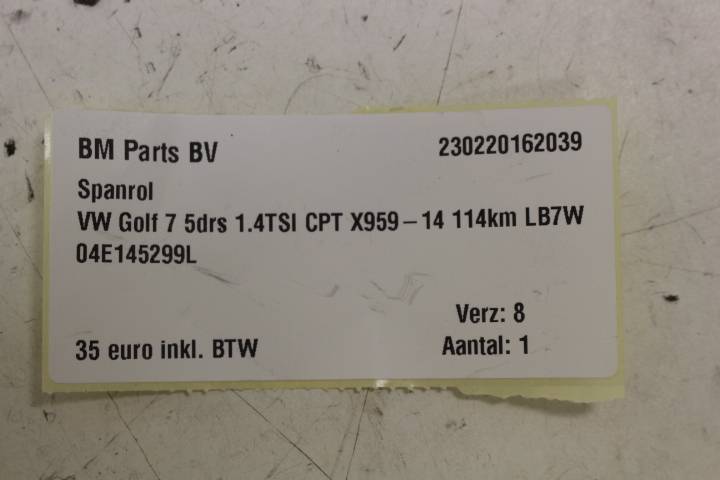 BM Parts BV 230220162039
Spanrol
VW Golf 7 5drs 1.4TSI CPT X959-14 114km LB7W
04E145299L
Verz: 8
35 euro inkl. BTW Aantal: 1